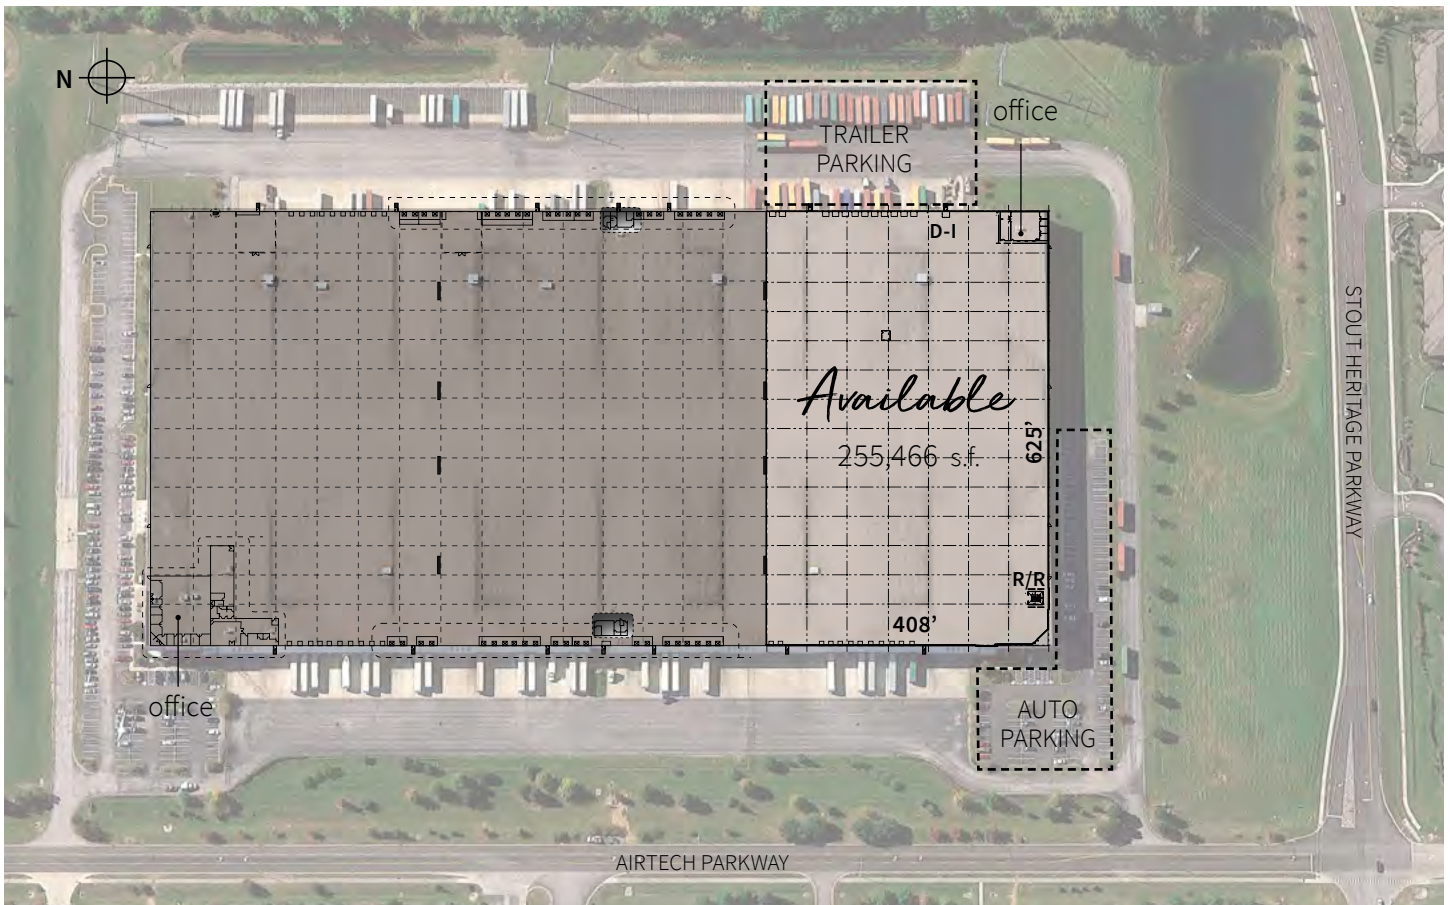 N
office
TRAILER
PARKING
D-I
Available
255,466 s.f.
625'
STOUT HERITAGE PARKWAY
R/R
408'
office
AUTO
PARKING
AIRTECH PARKWAY